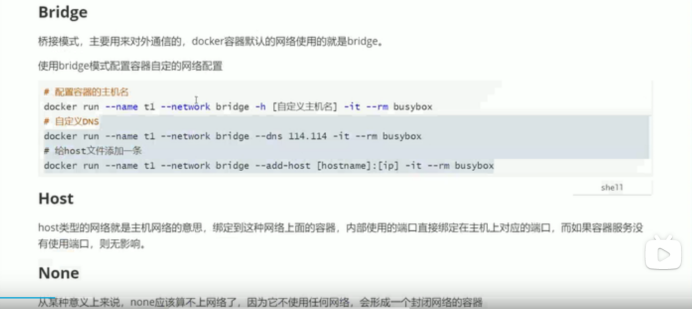 Bridge
桥接模式，主要用来对外通信的，docker容器默认的网络使用的就是bridge。
使用bridge模式配置容器自定的网络配置
# 配置容器的主机名
docker run --name t1 --network bridge -h [自定义主机名] -it --rm busybox
# 自定义DNS
docker run --name t1 --network bridge --dns 114.114 -it --rm busybox
# 给host文件添加一条
docker run --name t1 --network bridge --add-host [hostname]:[ip] -it --rm busybox
shell
Host
host类型的网络就是主机网络的意思，绑定到这种网络上面的容器，内部使用的端口直接绑定在主机上对应的端口，而如果容器服务没
有使用端口，则无影响。
None
从某种意义上来说，none应该算不上网络了，因为它不使用任何网络，会形成一个封闭网络的容器